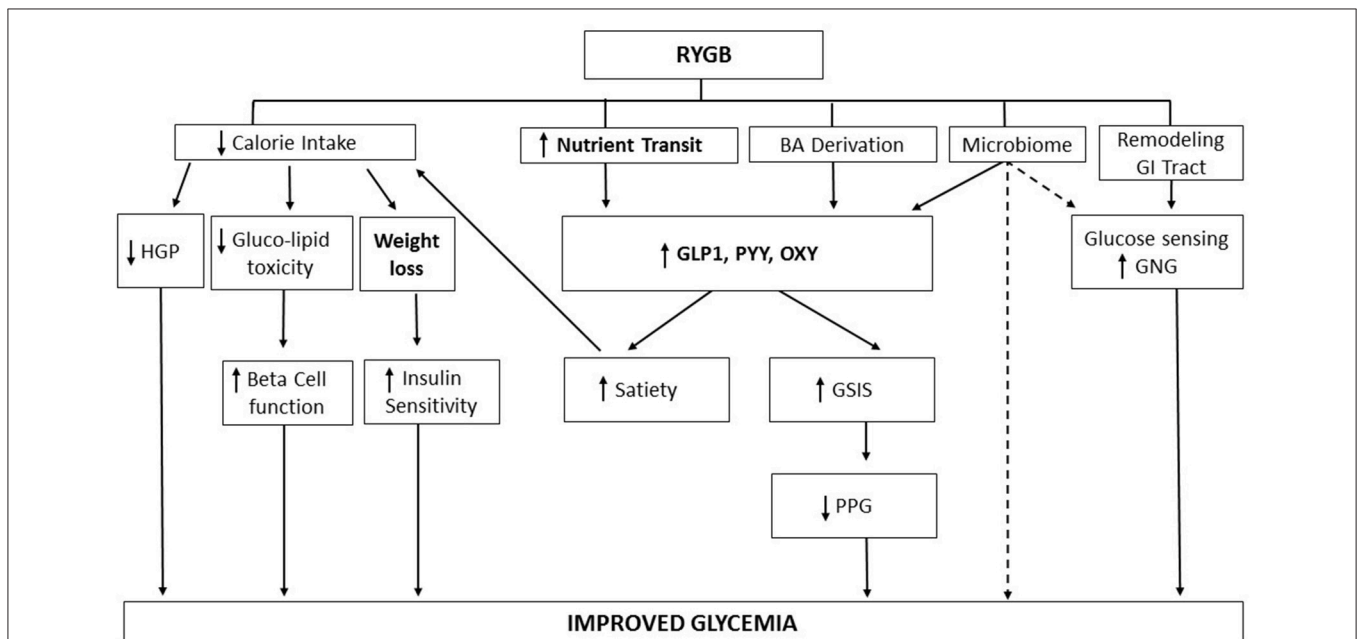 RYGB
↓ Calorie Intake
↑ Nutrient Transit
BA Derivation
Microbiome
Remodeling
GI Tract
↓ HGP
↓ Gluco-lipid
toxicity
Weight
loss
↑ GLP1, PYY, OXY
Glucose sensing
↑ GNG
↑ Beta Cell
function
↑ Insulin
Sensitivity
↑ Satiety
↑ GSIS
↓ PPG
IMPROVED GLYCEMIA